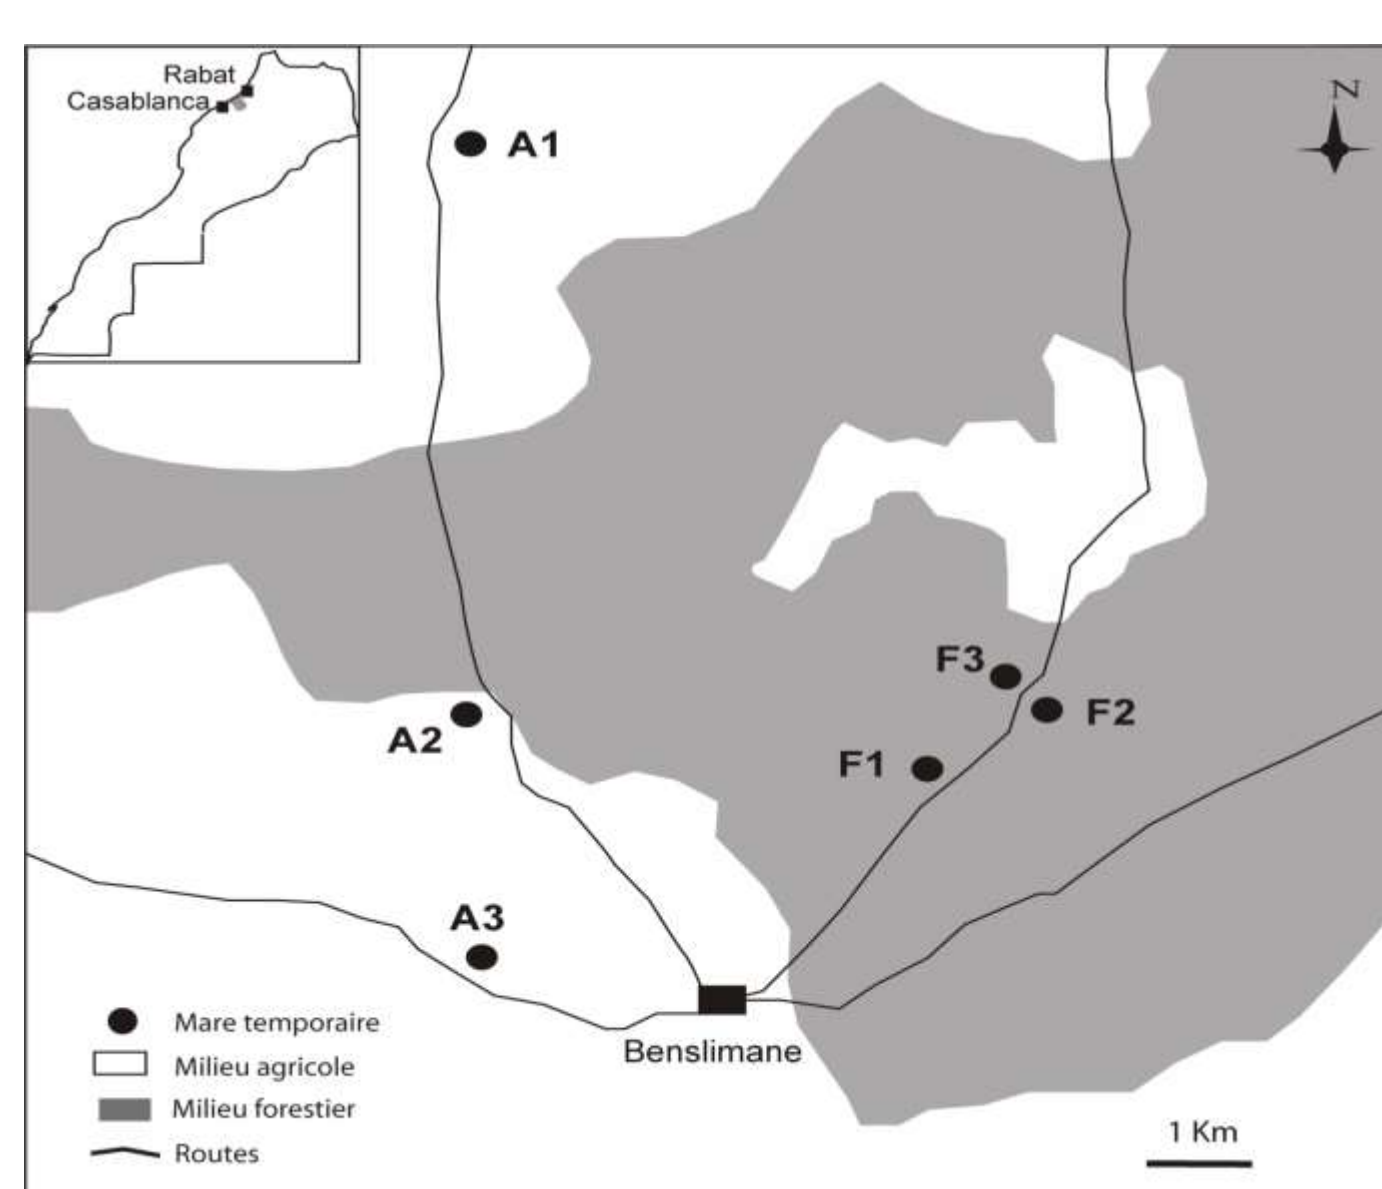 Rabat
Casablanca
N
A1
F3
F2
A2
F1
A3
Benslimane
Mare temporaire
Milieu agricole
Milieu forestier
Routes
1 Km